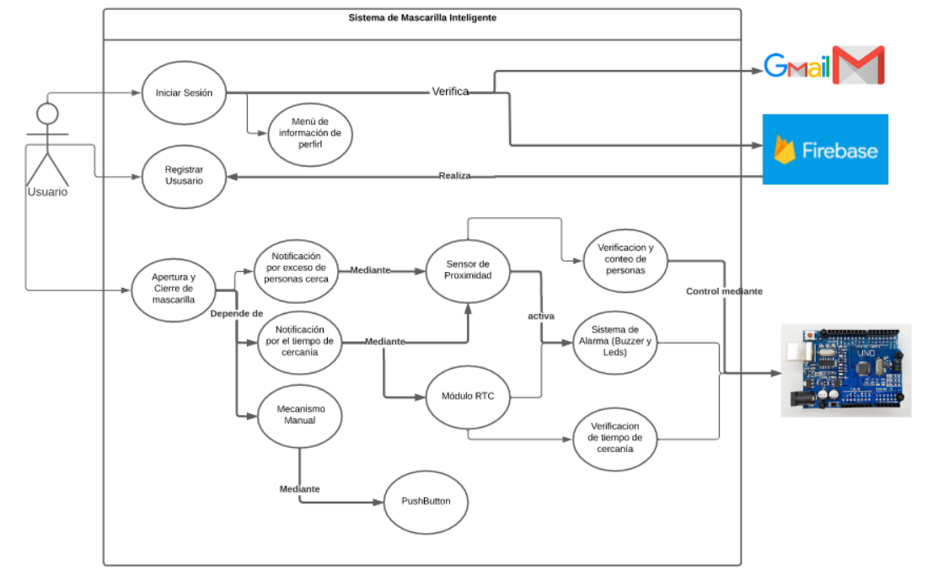 Sistema de Mascarilla Inteligente
Iniciar Sesión
Verifica
Gmail
Menú de
información de
perfirl
Firebase
Registrar
Ususario
Realiza
Usuario
Notificación
por exceso de
personas cerca
Mediante
Sensor de
Proximidad
Verificacion y
conteo de
personas
Apertura y
Cierre de
mascarilla
Control mediante
Depende de
Notificación
por el tiempo de
cercanía
Mediante
activa
Sistema de
Alarma (Buzzer y
Leds)
UNO
Módulo RTC
Mecanismo
Manual
Verificacion
de tiempo de
cercanía
Mediante
PushButton